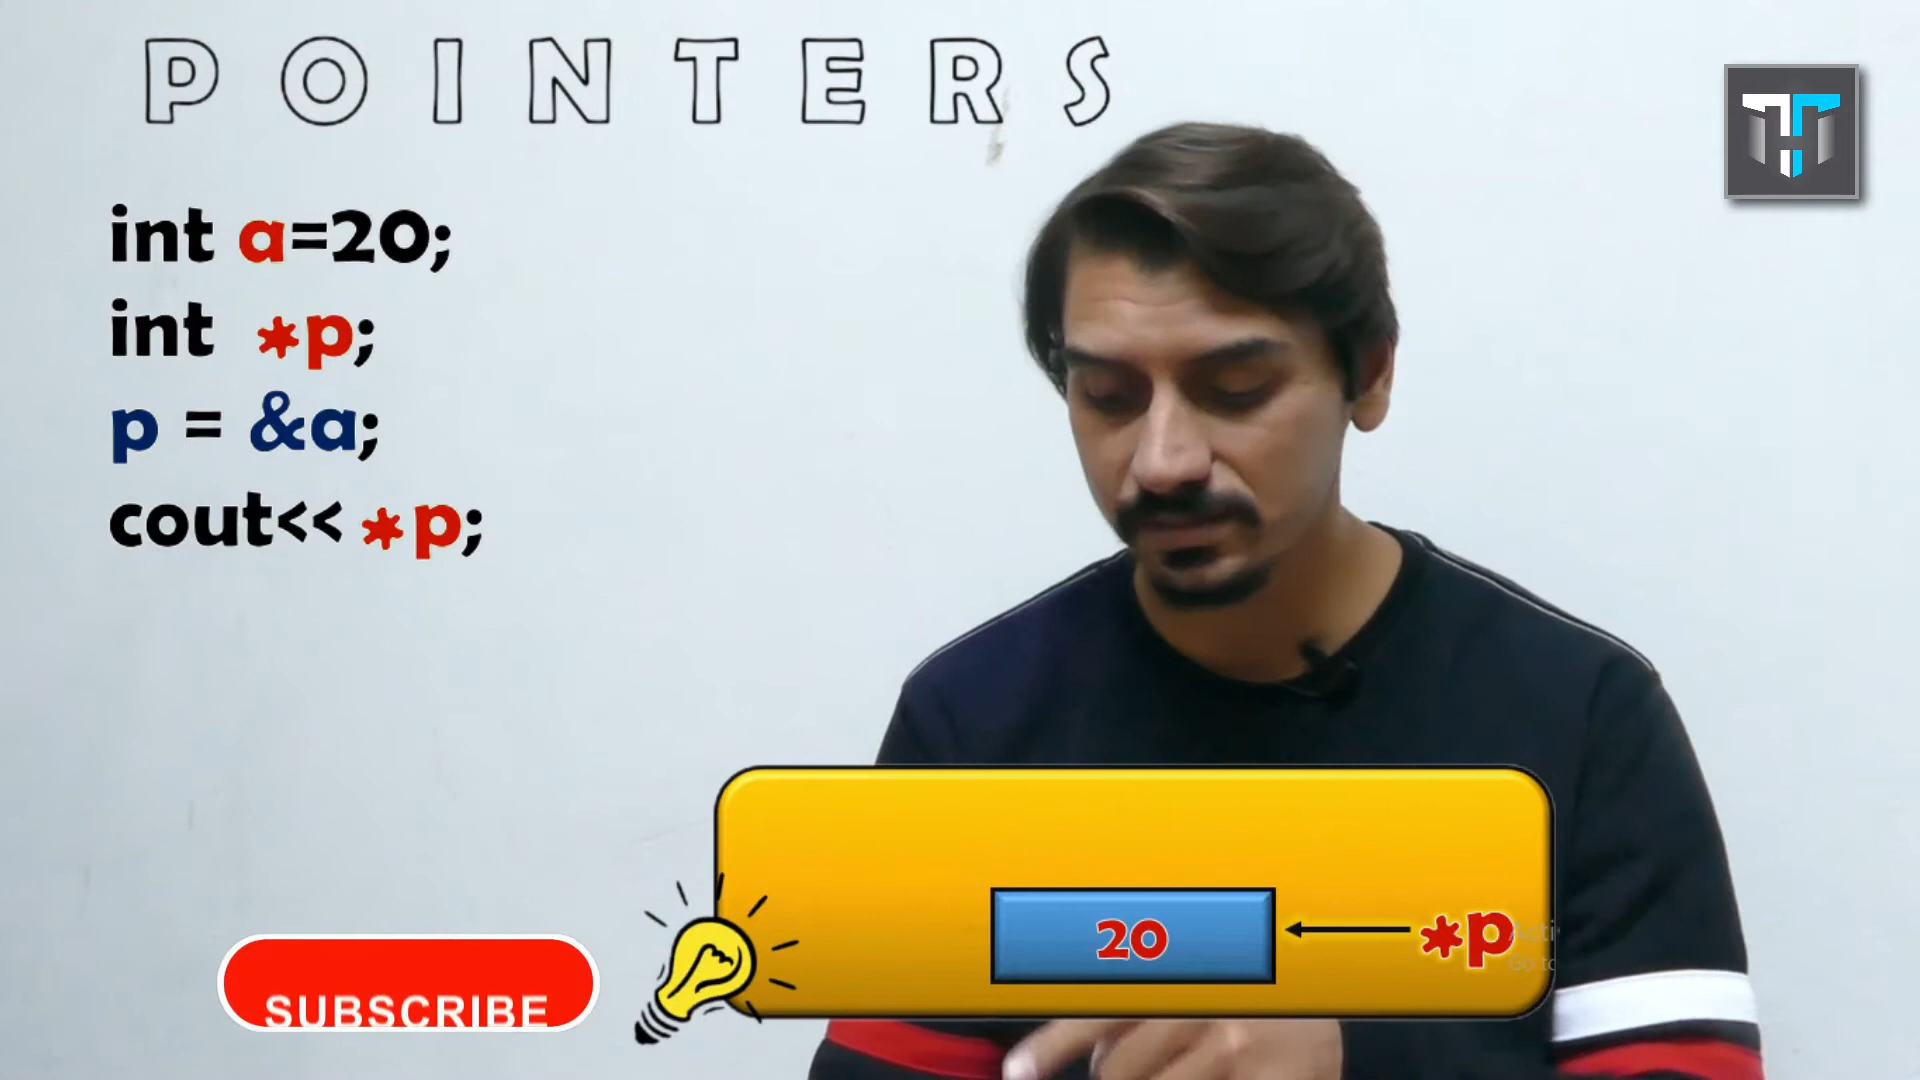 POINTERS
int a=20;
int *p;
p = &a;
cout<< *p;
20
*p
SUBSCRIBE